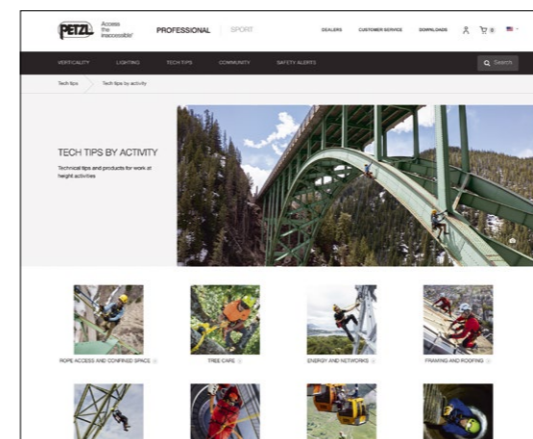 PETZL
Access
the
inaccessible®
PROFESSIONAL
SPORT
DEALERS
CUSTOMER SERVICE
DOWNLOADS
VERTICALITY
LIGHTING
TECH TIPS
COMMUNITY
SAFETY ALERTS
Search
Tech tips
Tech tips by activity
TECH TIPS BY ACTIVITY
Technical tips and products for work at
height activities
ROPE ACCESS AND CONFINED SPACE
TREE CARE
ENERGY AND NETWORKS
FRAMING AND ROOFING